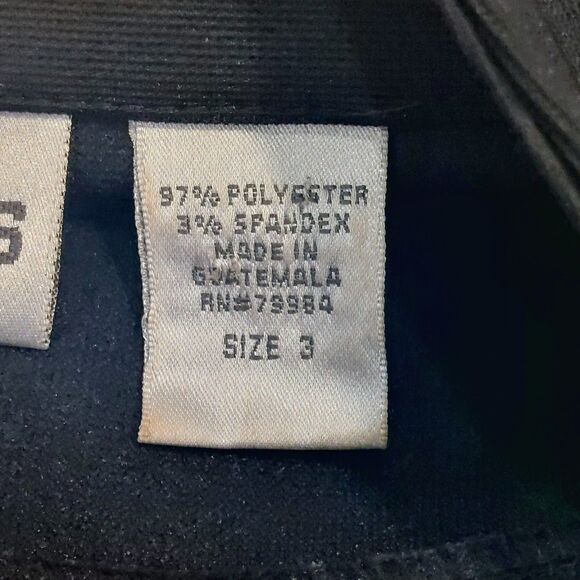 S
97% POLYESTER
3% SPANDEX
MADE IN
GUATEMALA
RN#79984
SIZE 3